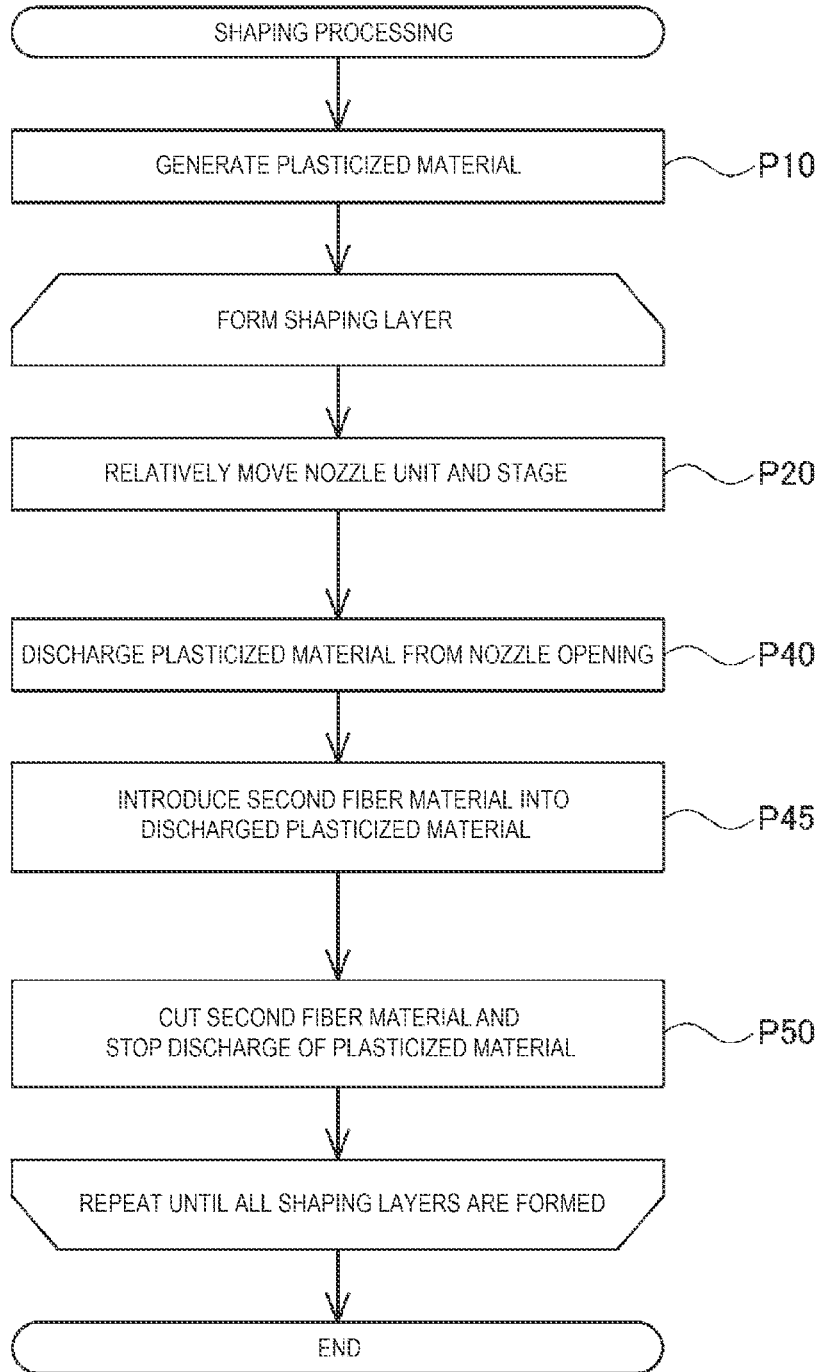 SHAPING PROCESSING
GENERATE PLASTICIZED MATERIAL
P10
FORM SHAPING LAYER
RELATIVELY MOVE NOZZLE UNIT AND STAGE
P20
DISCHARGE PLASTICIZED MATERIAL FROM NOZZLE OPENING
P40
INTRODUCE SECOND FIBER MATERIAL INTO
DISCHARGED PLASTICIZED MATERIAL
P45
CUT SECOND FIBER MATERIAL AND
STOP DISCHARGE OF PLASTICIZED MATERIAL
P50
REPEAT UNTIL ALL SHAPING LAYERS ARE FORMED
END